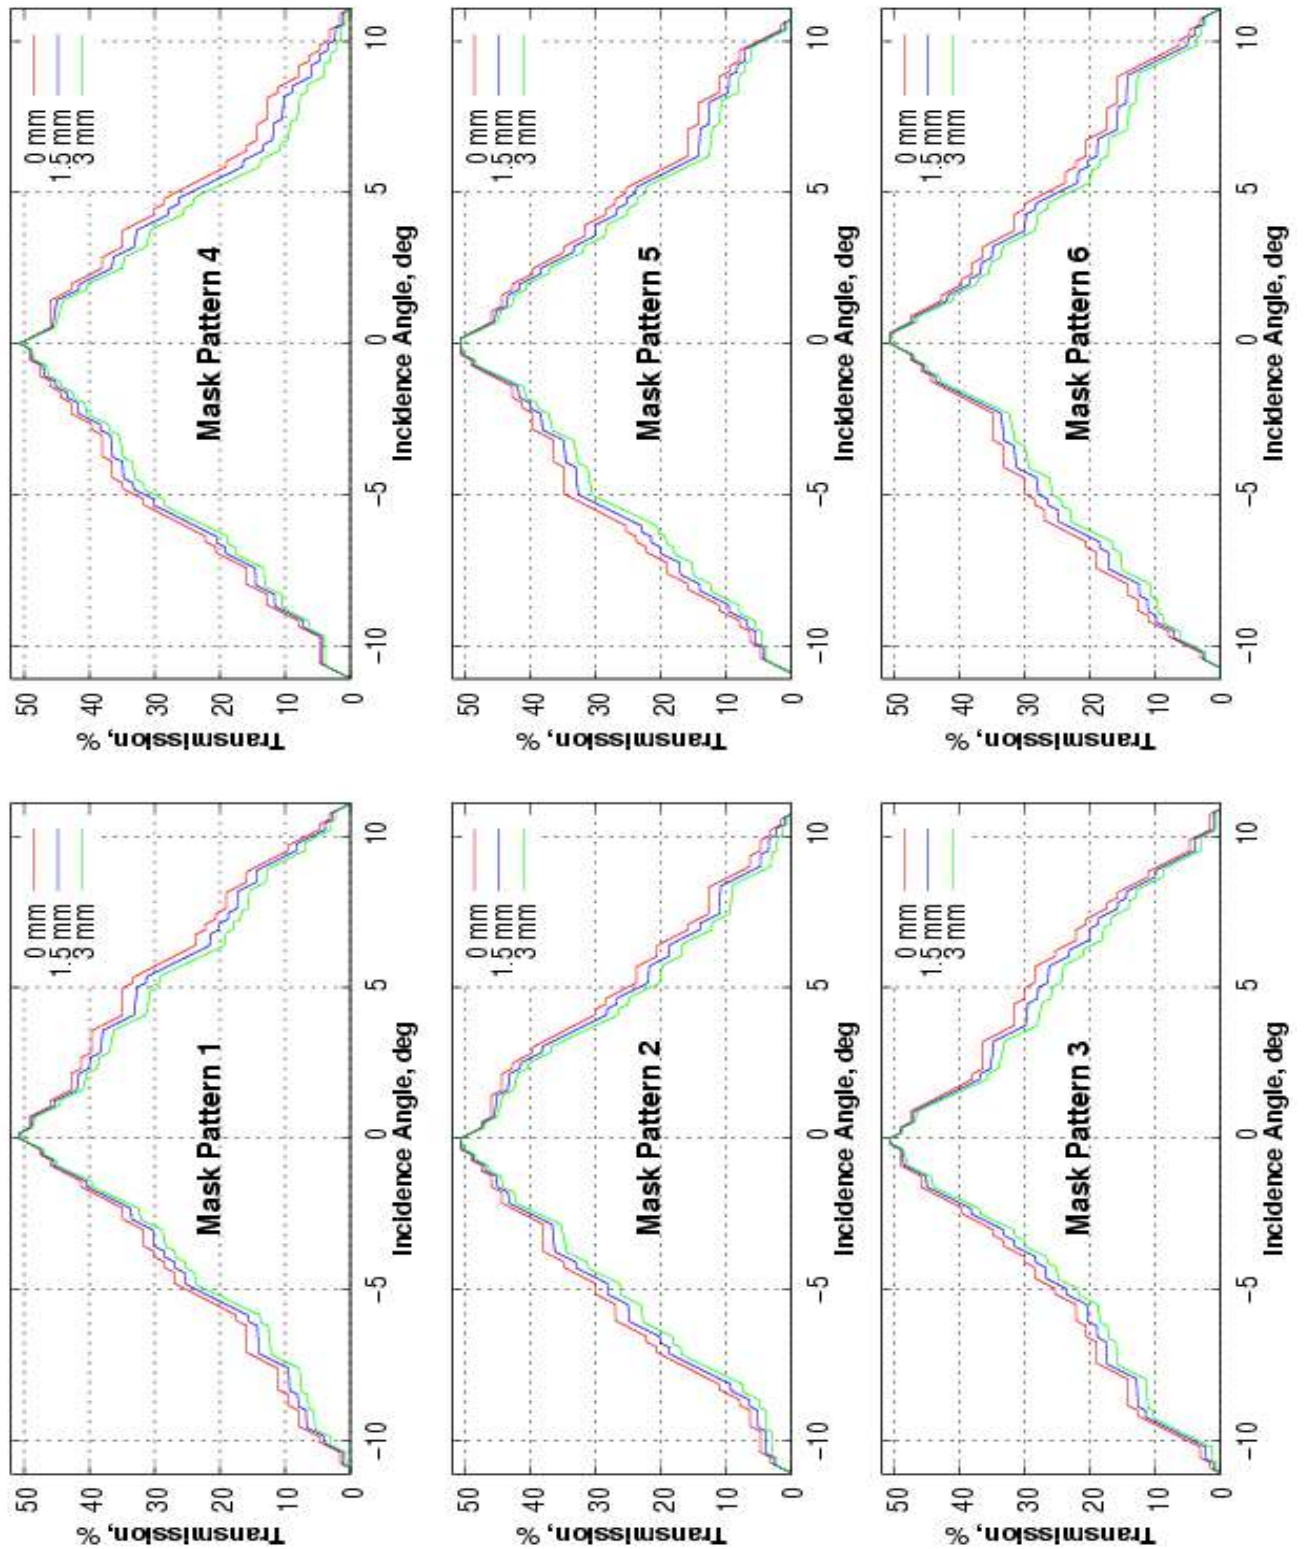 Transmission, %
50
40
30
20
10
0
0 mm
1.5 mm
3 mm
Mask Pattern 1
−10 −5 0 5 10
Incidence Angle, deg
Transmission, %
50
40
30
20
10
0
0 mm
1.5 mm
3 mm
Mask Pattern 4
−10 −5 0 5 10
Incidence Angle, deg
Transmission, %
50
40
30
20
10
0
0 mm
1.5 mm
3 mm
Mask Pattern 2
−10 −5 0 5 10
Incidence Angle, deg
Transmission, %
50
40
30
20
10
0
0 mm
1.5 mm
3 mm
Mask Pattern 5
−10 −5 0 5 10
Incidence Angle, deg
Transmission, %
50
40
30
20
10
0
0 mm
1.5 mm
3 mm
Mask Pattern 3
−10 −5 0 5 10
Incidence Angle, deg
Transmission, %
50
40
30
20
10
0
0 mm
1.5 mm
3 mm
Mask Pattern 6
−10 −5 0 5 10
Incidence Angle, deg